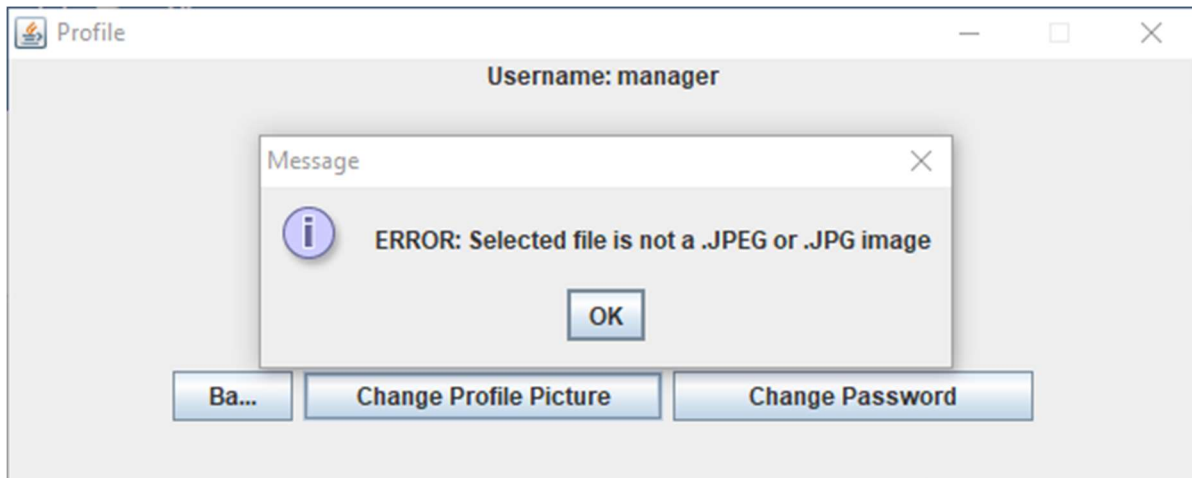 Profile
Username: manager
Message
ERROR: Selected file is not a .JPEG or .JPG image
OK
Ba... Change Profile Picture Change Password